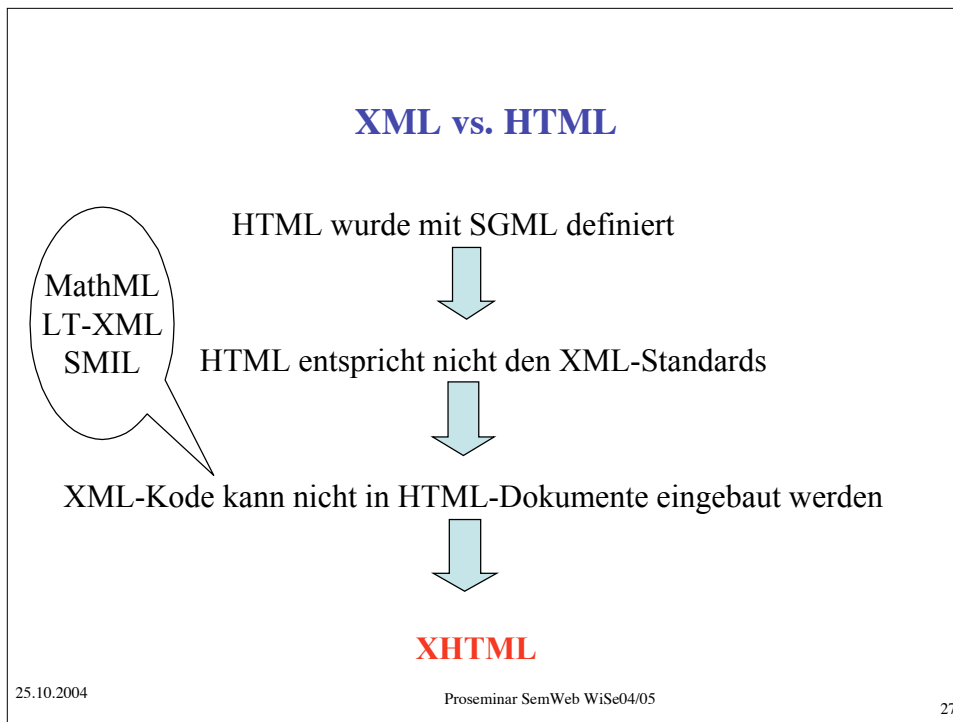 XML vs. HTML
HTML wurde mit SGML definiert
MathML
LT-XML
SMIL
HTML entspricht nicht den XML-Standards
XML-Kode kann nicht in HTML-Dokumente eingebaut werden
XHTML
25.10.2004
Proseminar SemWeb WiSe04/05
27